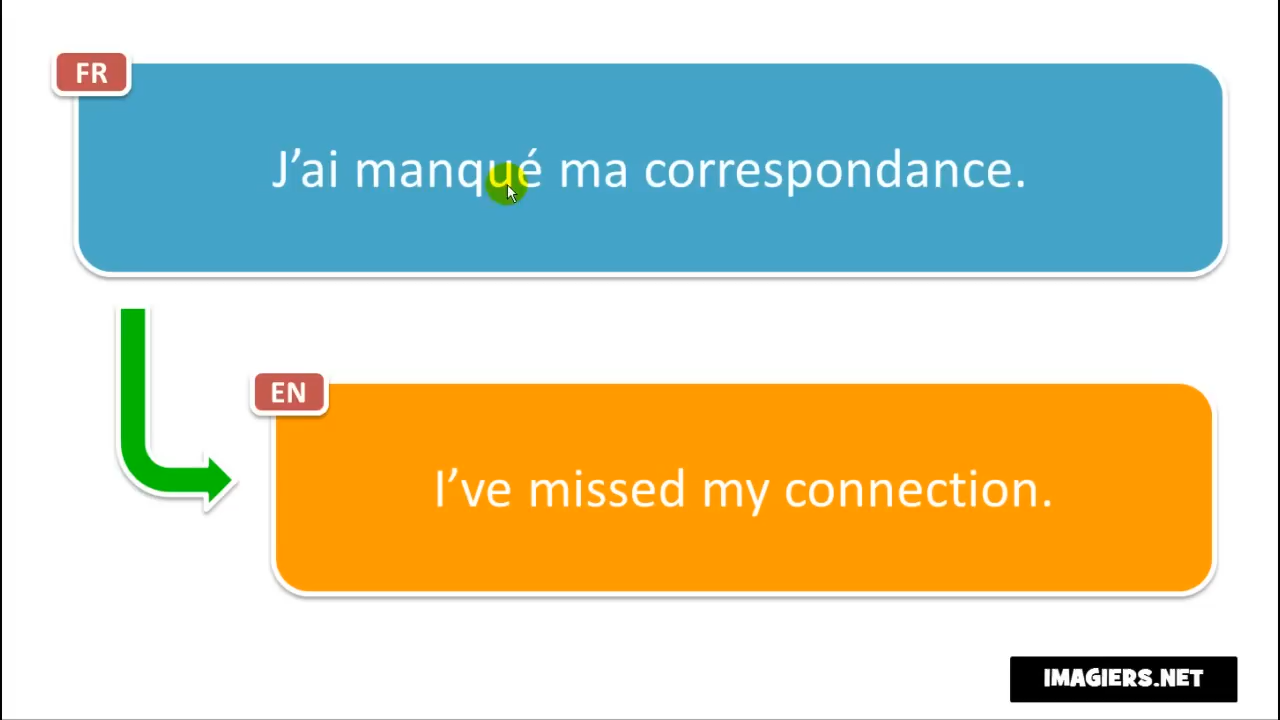 FR
J’ai manqué ma correspondance.
EN
I’ve missed my connection.
IMAGIERS.NET